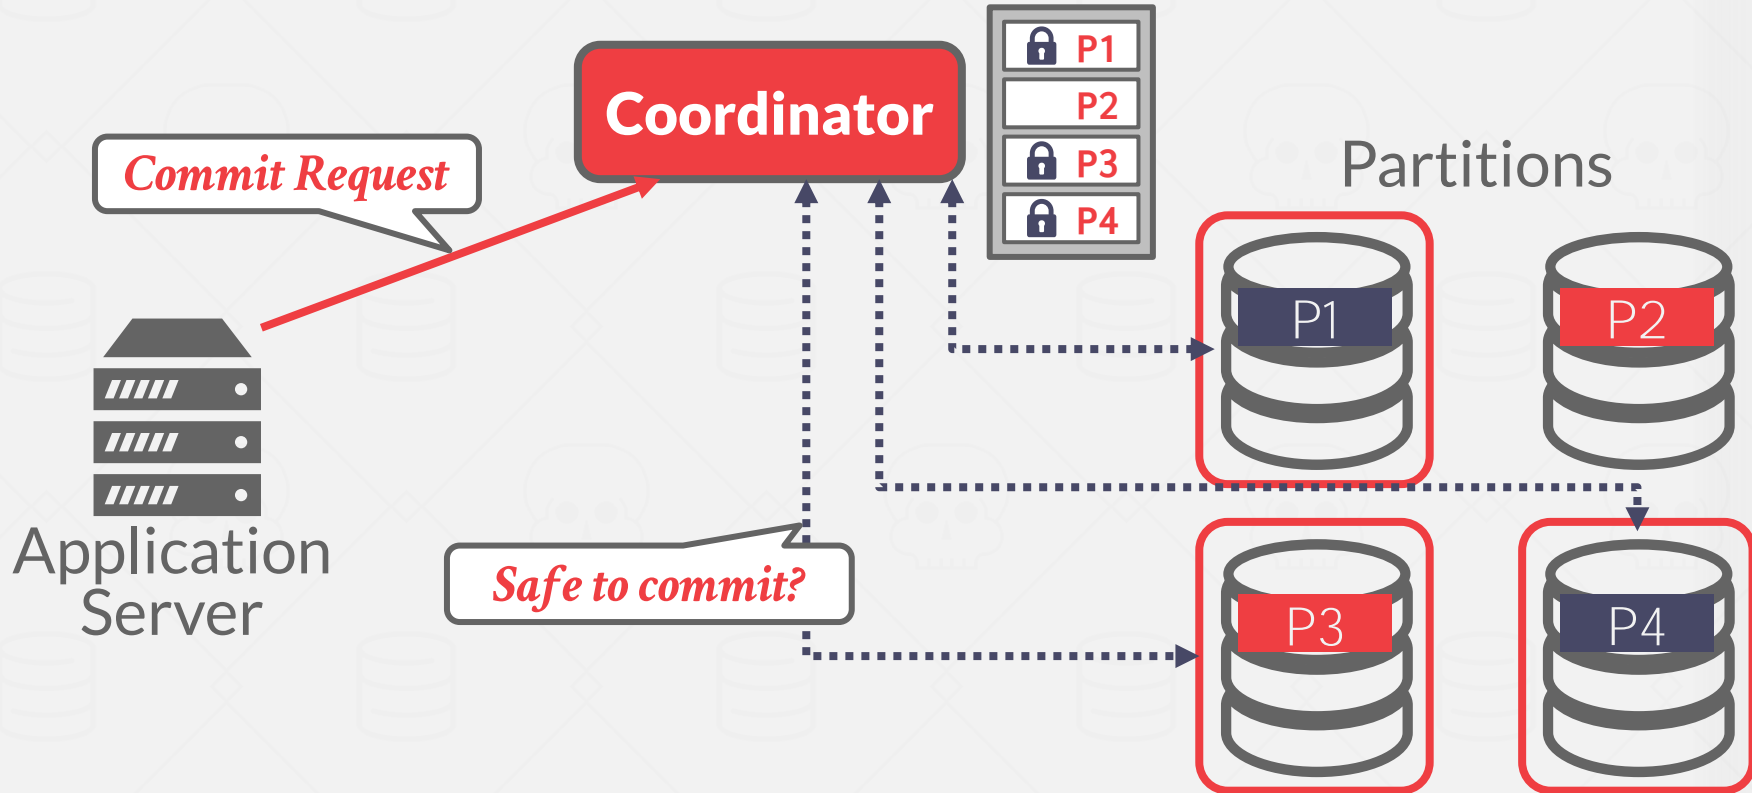 Coordinator
P1
P2
P3
P4
Commit Request
Partitions
P1
P2
Application
Server
Safe to commit?
P3
P4